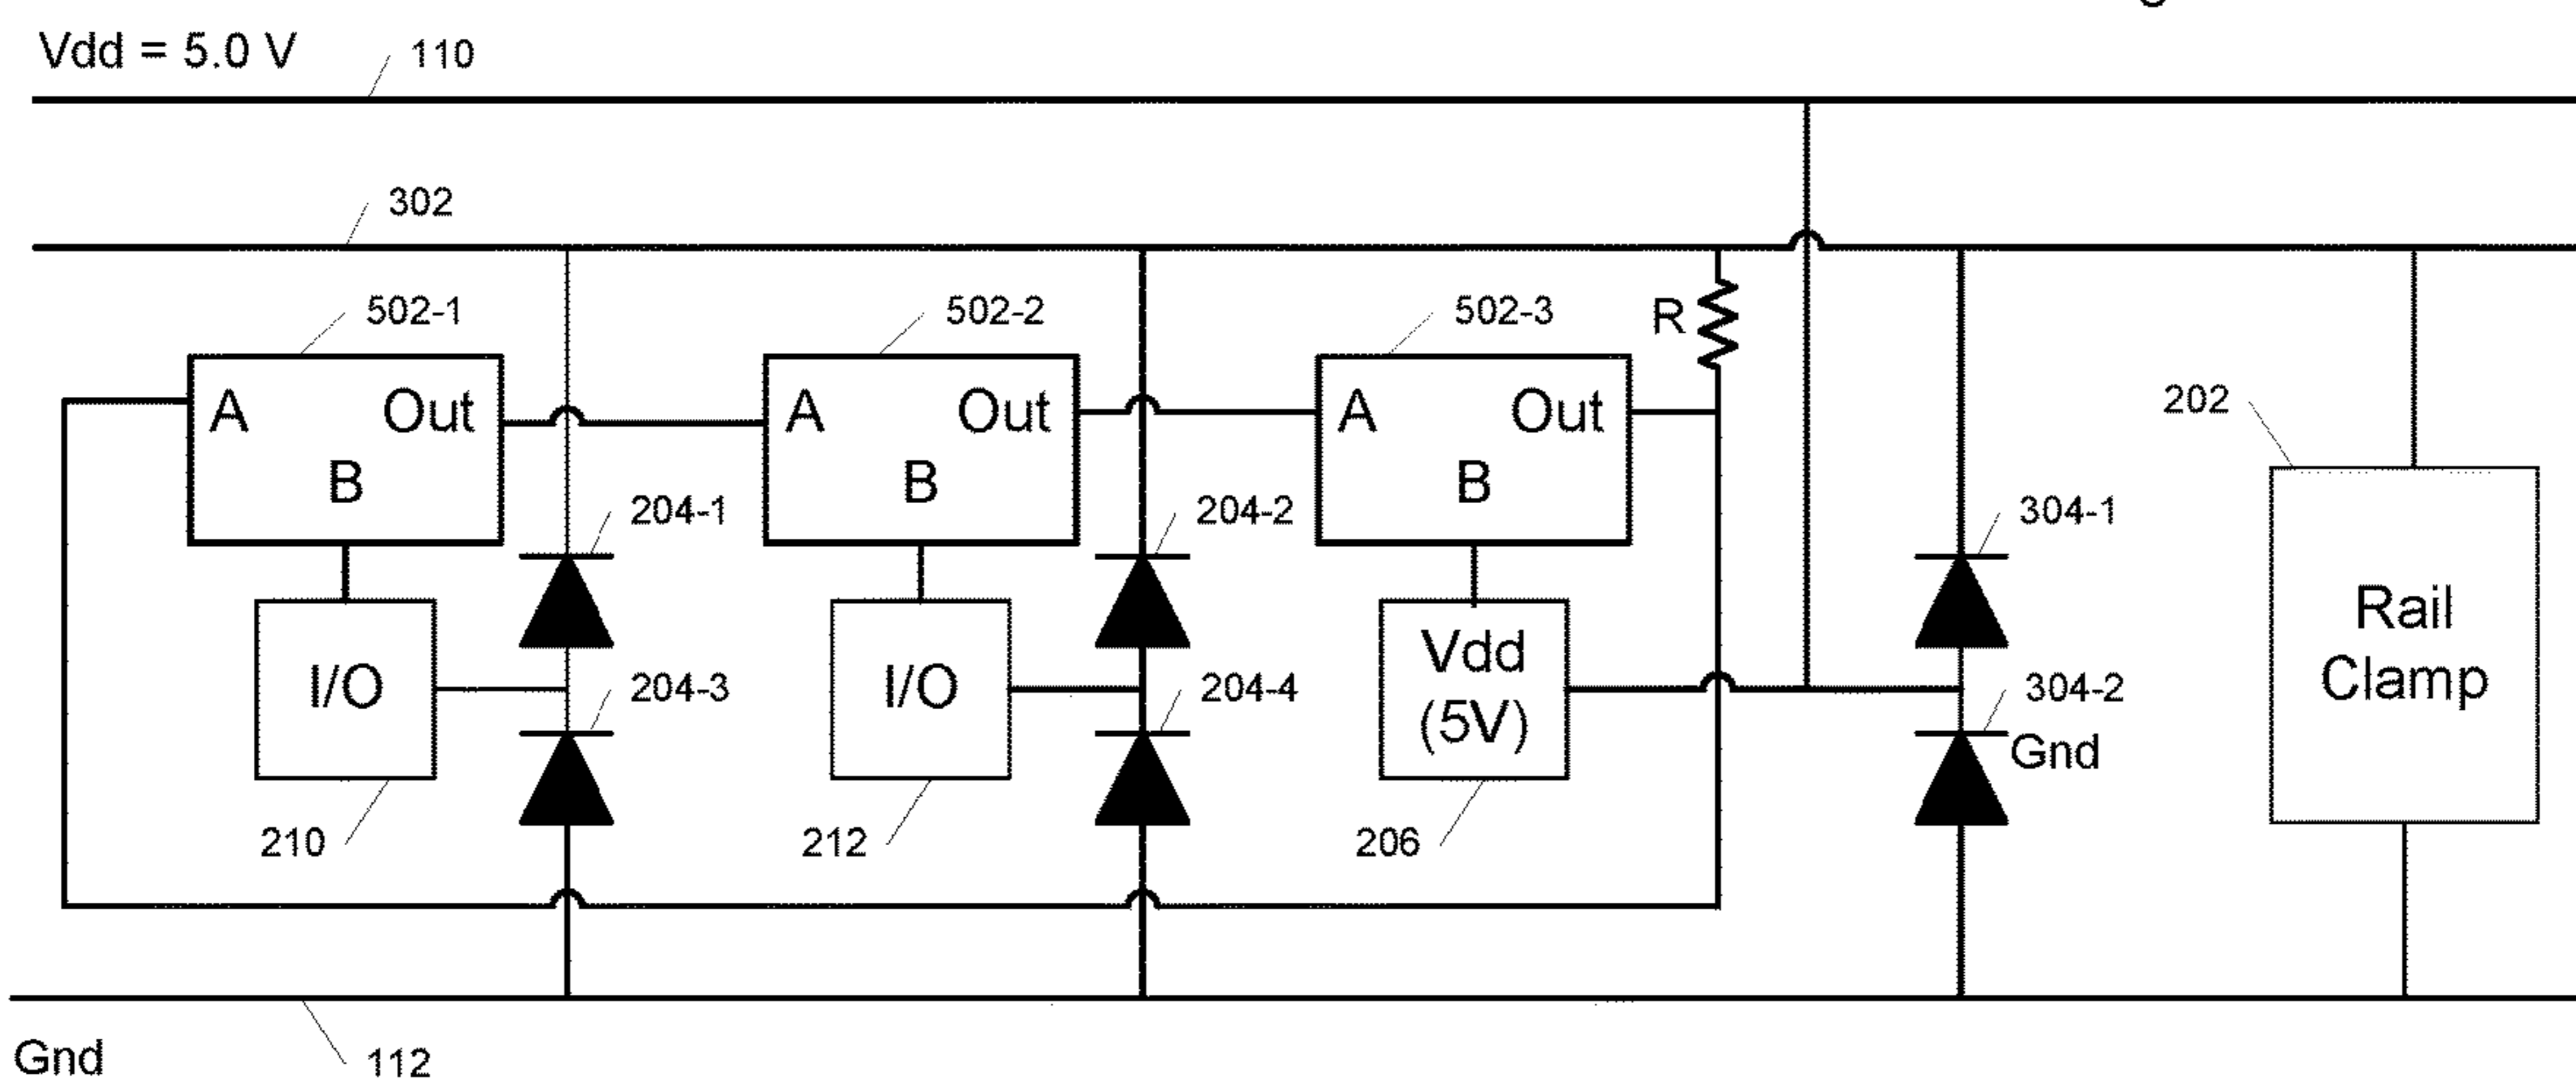 Vdd = 5.0 V
110
302
502-1
502-2
502-3
R
A
Out
B
A
Out
B
A
Out
B
202
204-1
204-2
304-1
I/O
I/O
Vdd
(5V)
Rail
Clamp
204-3
204-4
304-2
Gnd
210
212
206
Gnd
112